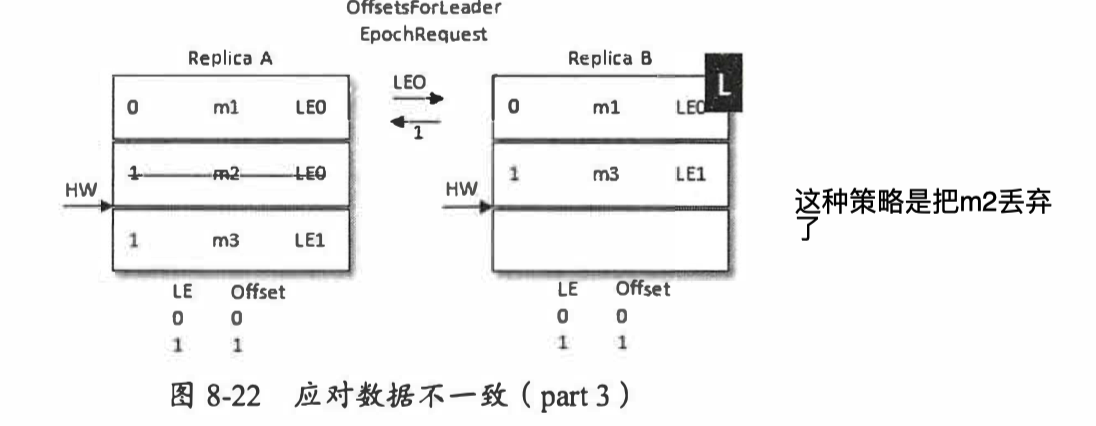 OffsetsForLeader
EpochRequest
Replica A
Replica B
LE0
1
L
0 m1 LE0
0 m1 LE0
1 m2 LE0
1 m3 LE1
HW
HW
1 m3 LE1
这种策略是把m2丢弃
了
LE Offset
0 0
1 1
LE Offset
0 0
1 1
图 8-22 应对数据不一致（part 3）